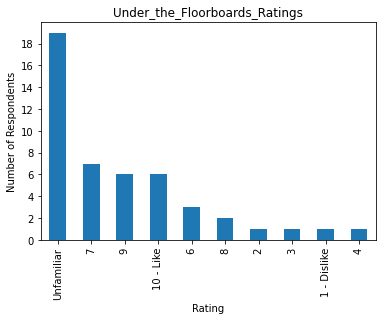 Under_the_Floorboards_Ratings
Number of Respondents
18
16
14
12
10
8
6
4
2
0
Unfamiliar
7
9
10 - Like
6
8
2
3
1 - Dislike
4
Rating